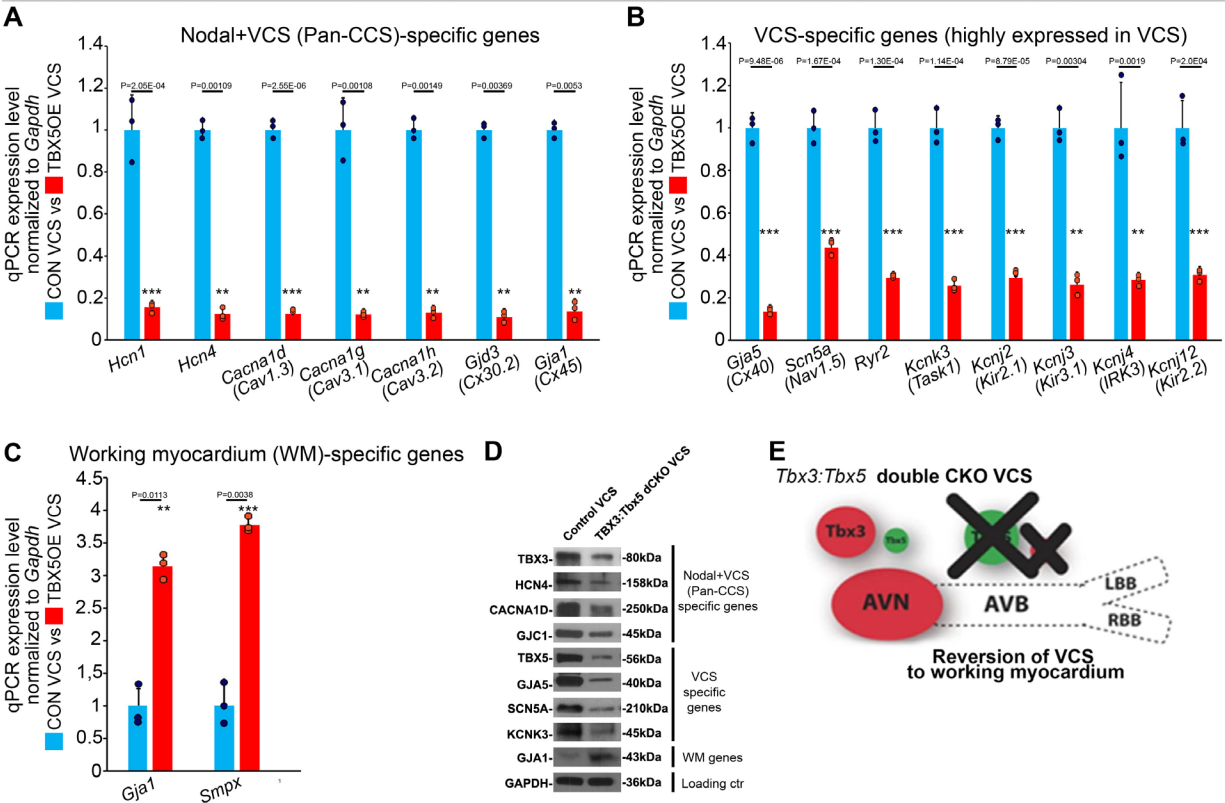 A
Nodal+VCS (Pan-CCS)-specific genes
qPCR expression level
normalized to Gapdh
CON VCS vs TBX5OE VCS
1.4
1.2
1
0.8
0.6
0.4
0.2
0
P=2.05E-04
P=0.00109
P=2.55E-06
P=0.00108
P=0.00149
P=0.00369
P=0.0053
***
**
***
**
**
**
**
Hcn1
Hcn4
Cacna1d
(Cav1.3)
Cacna1g
(Cav3.1)
Cacna1h
(Cav3.2)
Gjd3
(Cx30.2)
Gja1
(Cx45)
B
VCS-specific genes (highly expressed in VCS)
qPCR expression level
normalized to Gapdh
CON VCS vs TBX5OE VCS
1.4
1.2
1
0.8
0.6
0.4
0.2
0
P=9.48E-06
P=1.67E-04
P=1.30E-04
P=1.14E-04
P=8.79E-05
P=0.00304
P=0.0019
P=2.0E04
***
***
***
***
***
**
**
***
Gja5
(Cx40)
Scn5a
(Nav1.5)
Ryr2
Kcnk3
(Task1)
Kcnj2
(Kir2.1)
Kcnj3
(Kir3.1)
Kcnj4
(IRK3)
Kcnj12
(Kir2.2)
C
Working myocardium (WM)-specific genes
qPCR expression level
normalized to Gapdh
CON VCS vs TBX5OE VCS
4.5
4
3.5
3
2.5
2
1.5
1
0.5
0
P=0.0113
**
P=0.0038
***
Gja1
Smpx
1
D
Control VCS
TBX3:Tbx5 dCKO VCS
TBX3- -80kDa
HCN4- -158kDa
CACNA1D- -250kDa
GJC1- -45kDa
Nodal+VCS
(Pan-CCS)
specific genes
TBX5- -56kDa
GJA5- -40kDa
SCN5A- -210kDa
KCNK3- -45kDa
VCS
specific
genes
GJA1- -43kDa WM genes
GAPDH- -36kDa Loading ctr
E
Tbx3:Tbx5 double CKO VCS
Tbx3
Tbx5
AVN
AVB
LBB
RBB
Reversion of VCS
to working myocardium